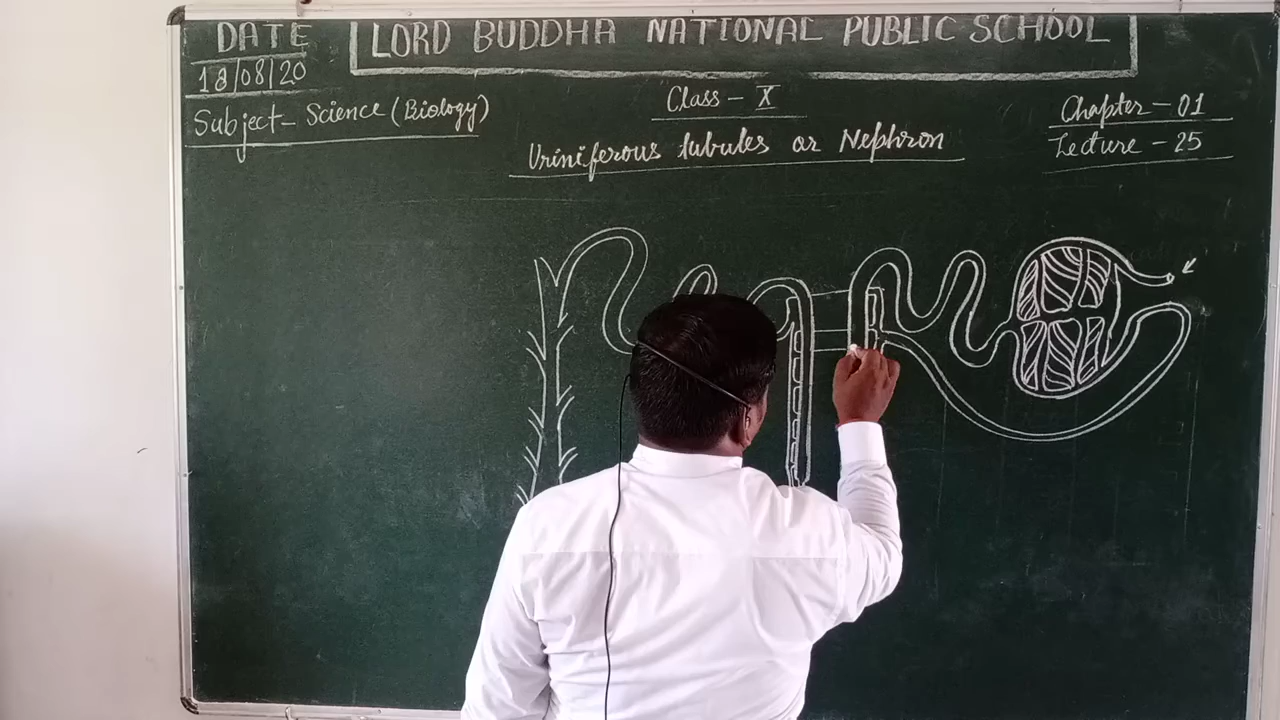 DATE
LORD BUDDHA NATIONAL PUBLIC SCHOOL
18/08/20
Subject- Science (Biology)
Class - X
Chapter - 01
Uriniferous tubules or Nephron
Lecture - 25